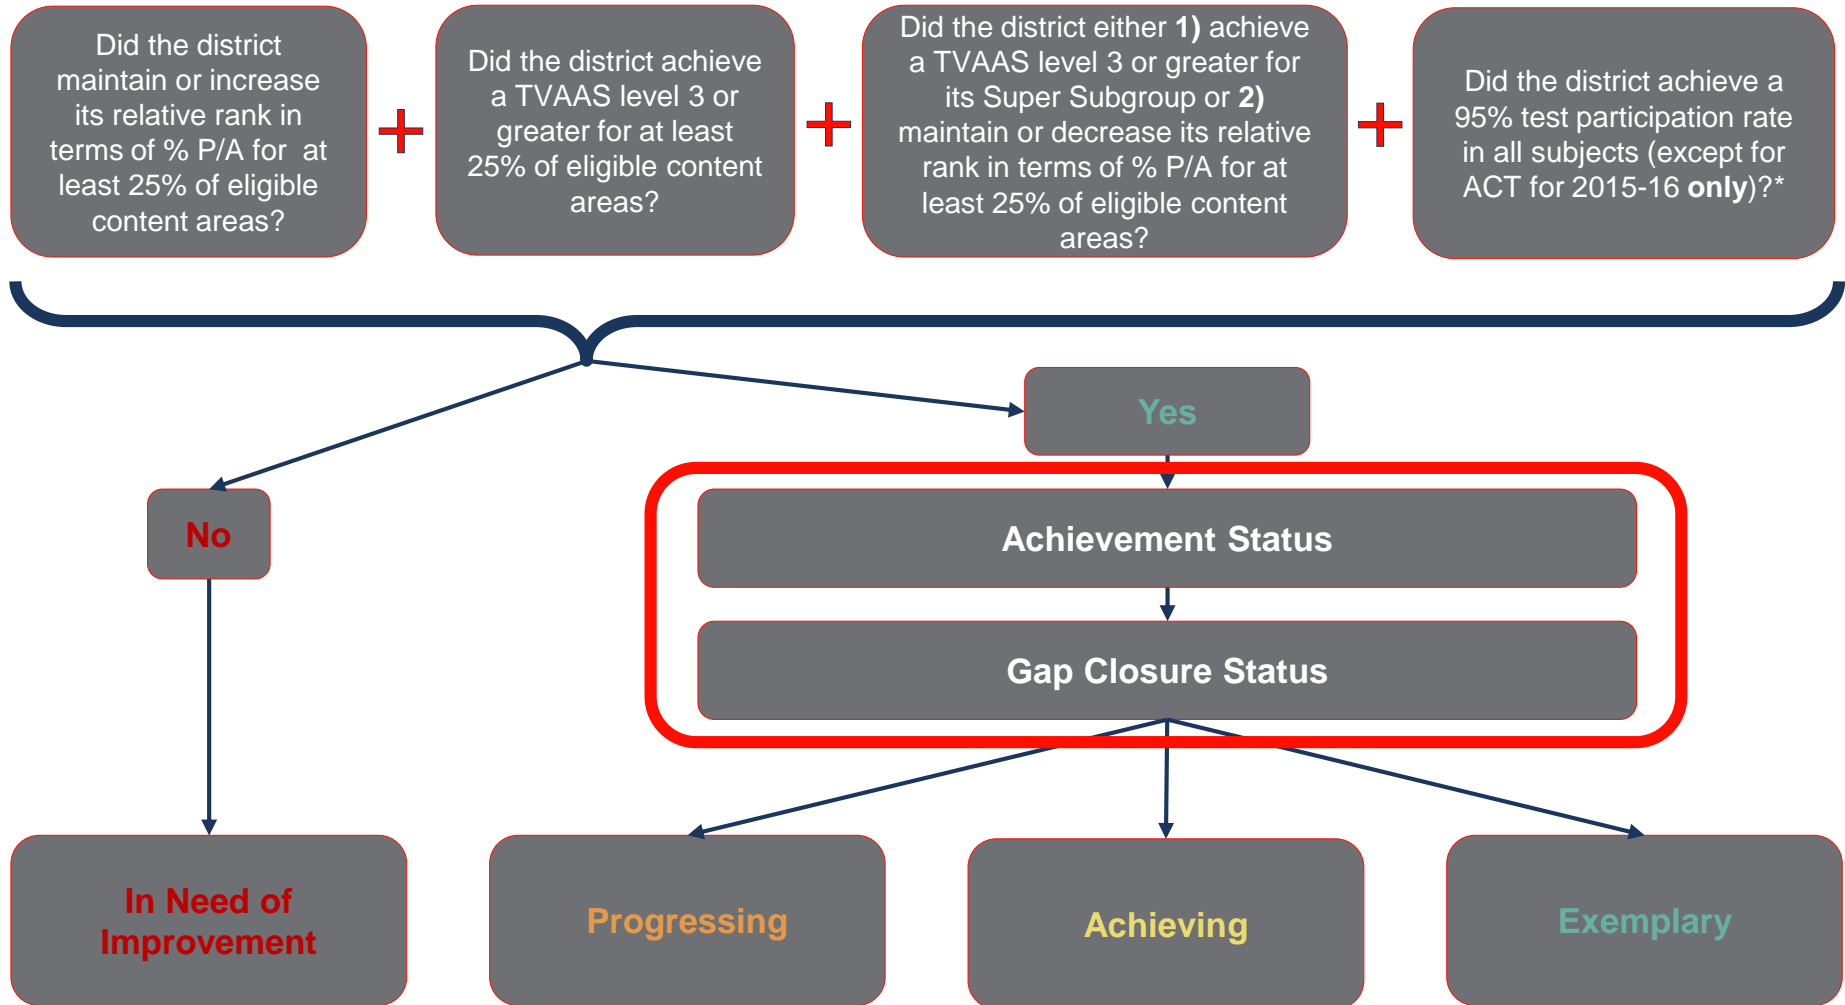 Did the district
maintain or increase
its relative rank in
terms of % P/A for at
least 25% of eligible
content areas?
Did the district achieve
a TVAAS level 3 or
greater for at least
25% of eligible content
areas?
Did the district either 1) achieve
a TVAAS level 3 or greater for
its Super Subgroup or 2)
maintain or decrease its relative
rank in terms of % P/A for at
least 25% of eligible content
areas?
Did the district achieve a
95% test participation rate
in all subjects (except for
ACT for 2015-16 only)?*
Yes
No
Achievement Status
Gap Closure Status
In Need of
Improvement
Progressing
Achieving
Exemplary